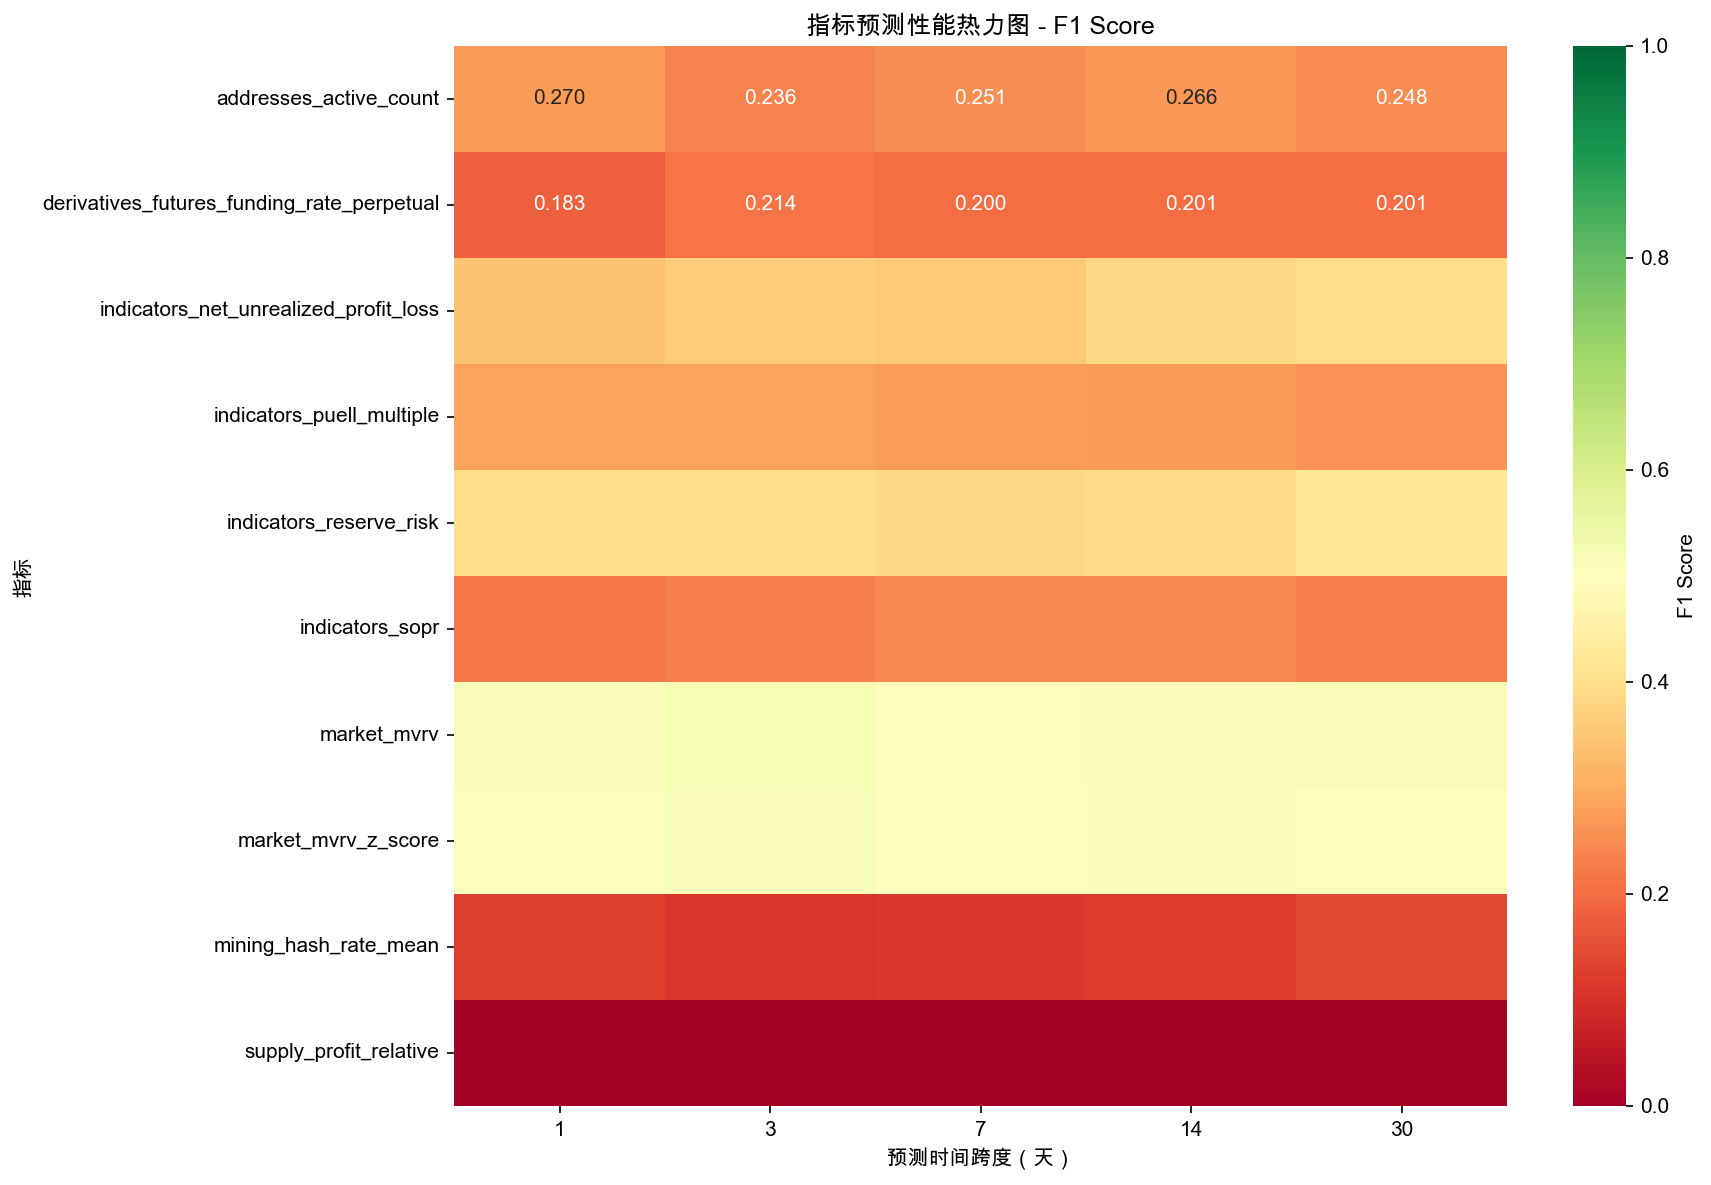 指标预测性能热力图 - F1 Score
addresses_active_count 0.270 0.236 0.251 0.266 0.248 1.0
derivatives_futures_funding_rate_perpetual 0.183 0.214 0.200 0.201 0.201 0.8
indicators_net_unrealized_profit_loss
indicators_puell_multiple
indicators_reserve_risk 0.6
指标
indicators_sopr F1 Score
market_mvrv 0.4
market_mvrv_z_score
mining_hash_rate_mean 0.2
supply_profit_relative 0.0
1 3 7 14 30
预测时间跨度（天）